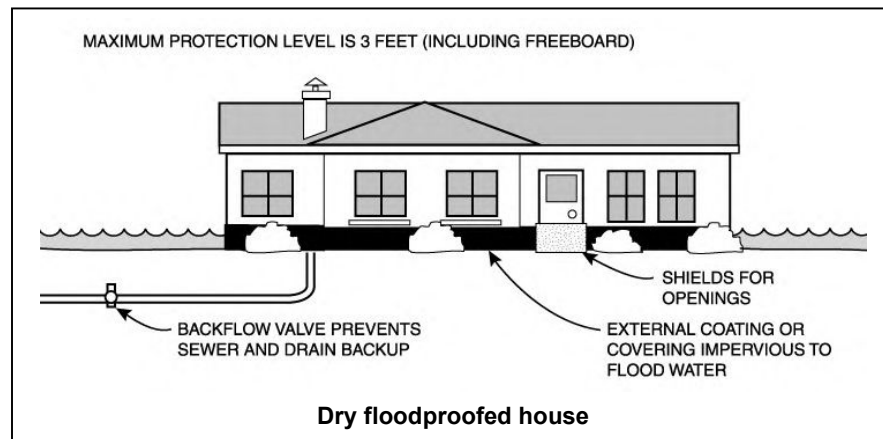 MAXIMUM PROTECTION LEVEL IS 3 FEET (INCLUDING FREEBOARD)
SHIELDS FOR
OPENINGS
BACKFLOW VALVE PREVENTS
SEWER AND DRAIN BACKUP
EXTERNAL COATING OR
COVERING IMPERVIOUS TO
FLOOD WATER
Dry floodproofed house